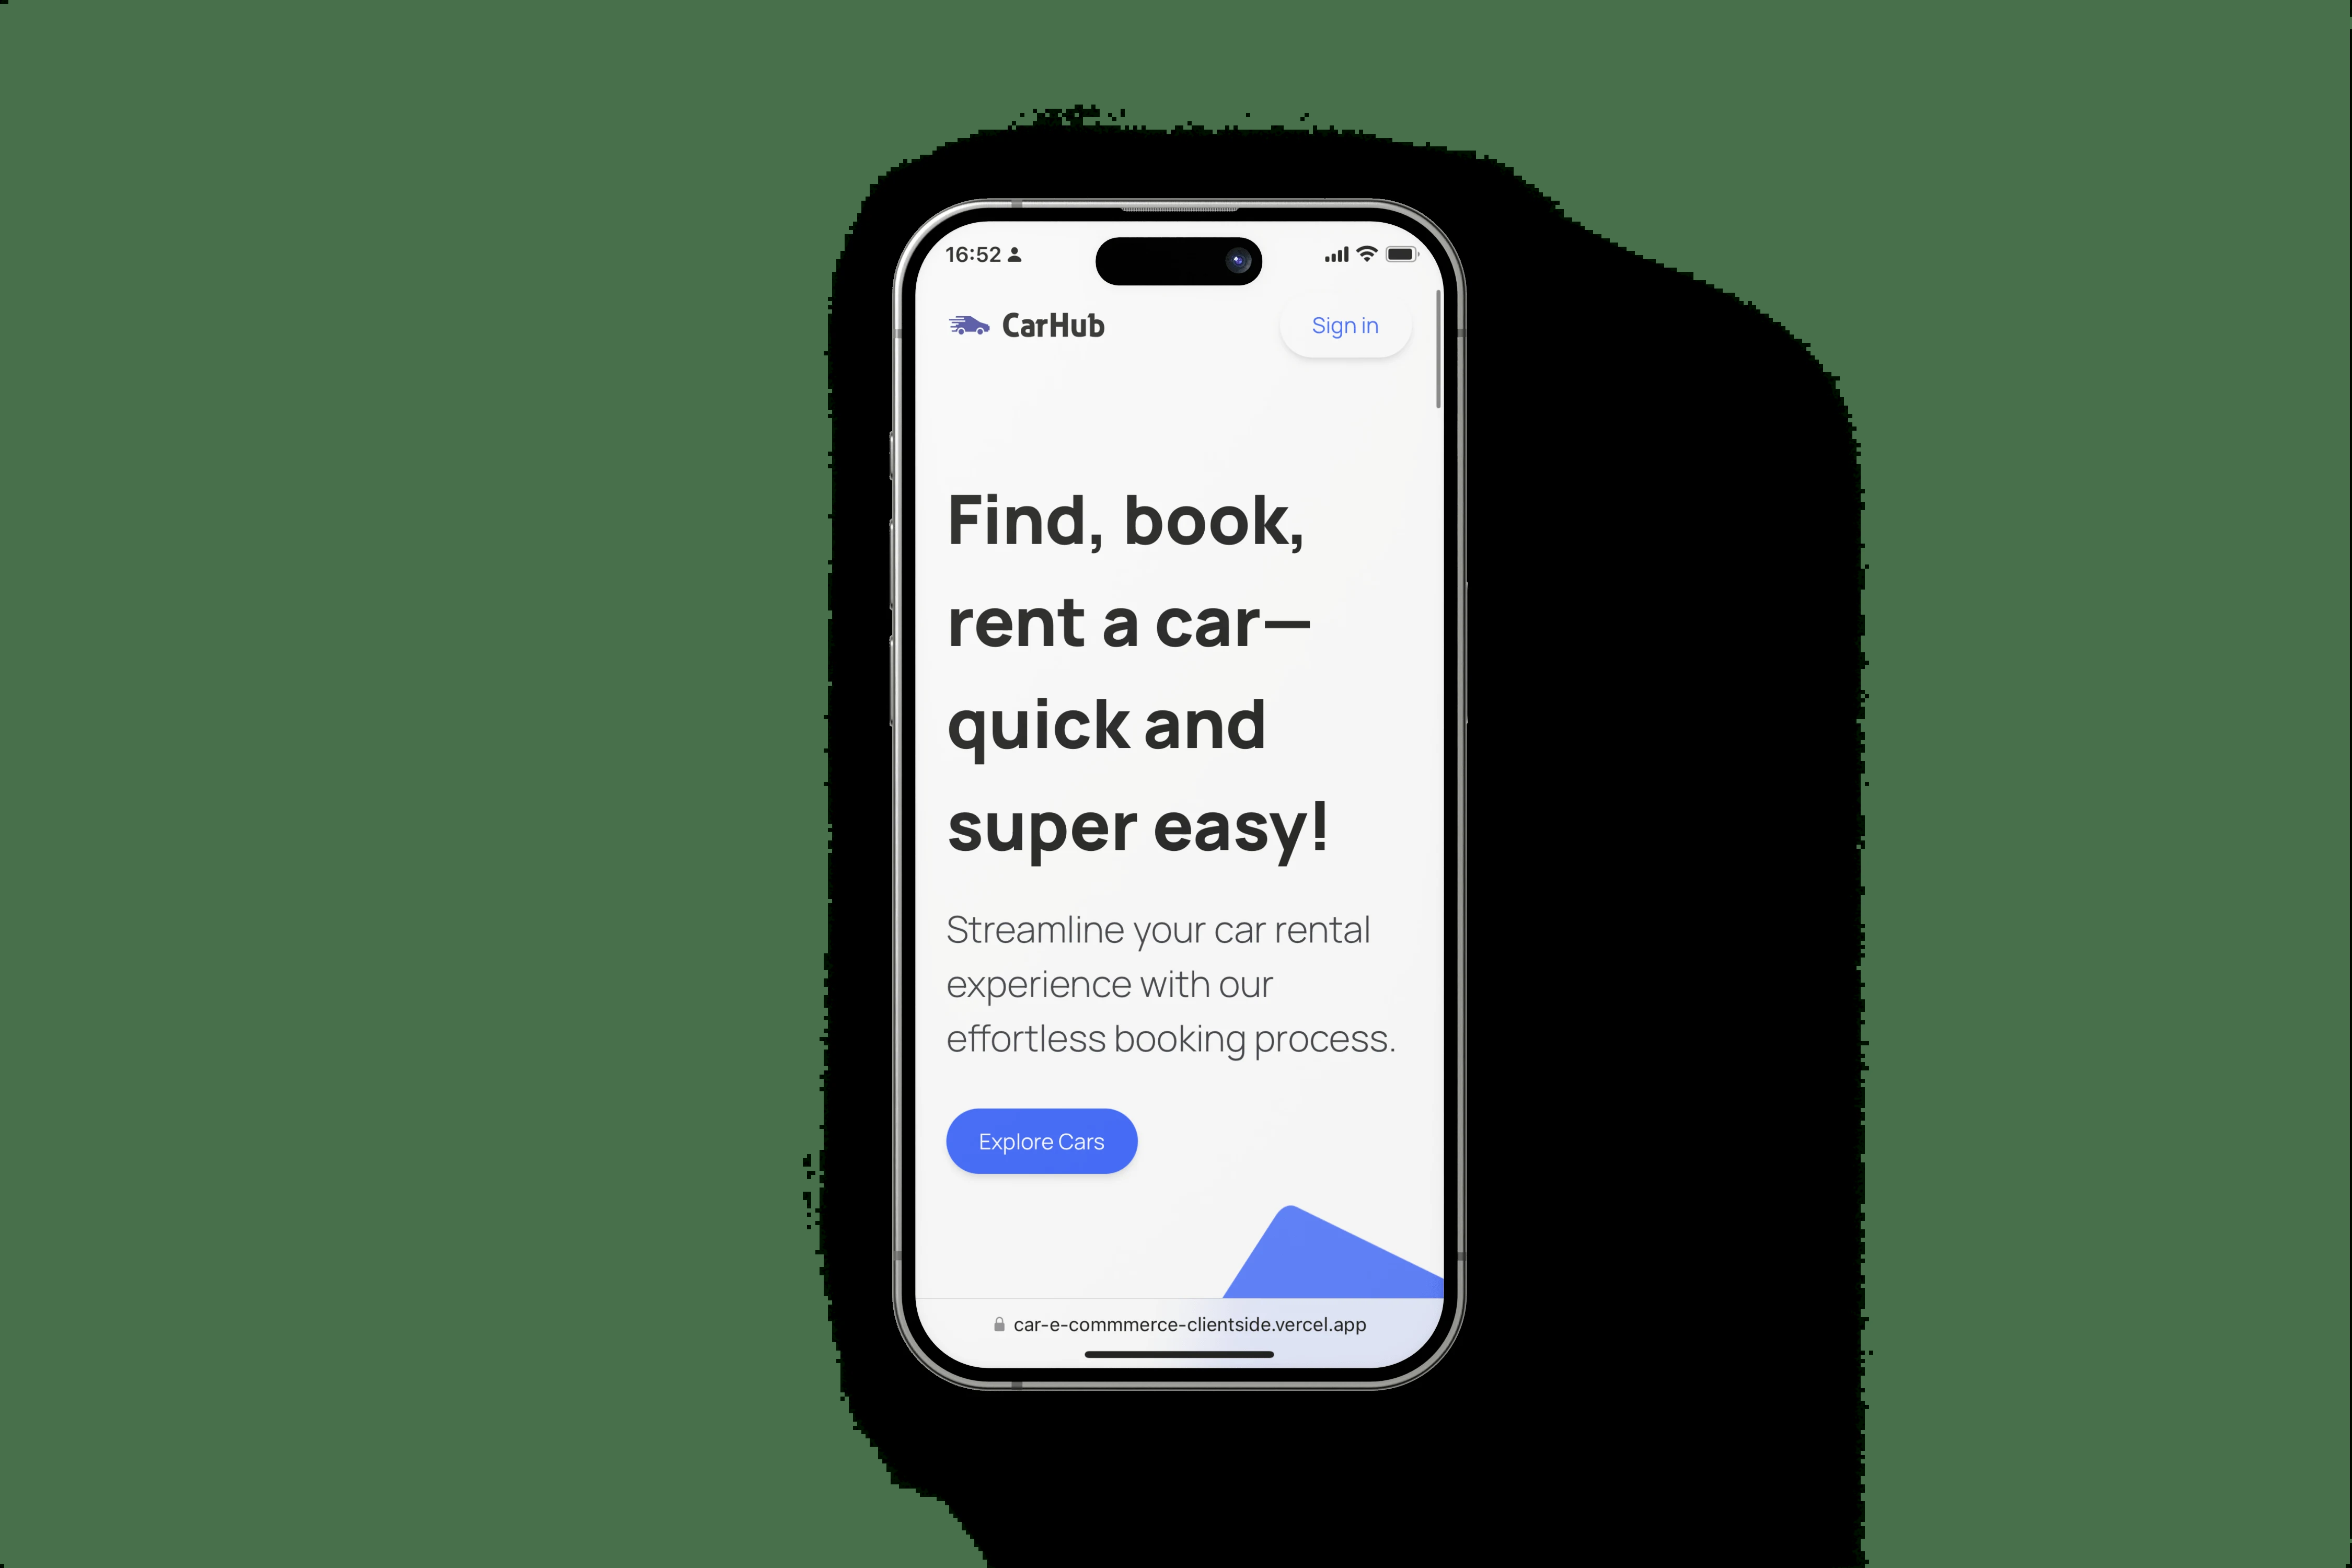 16:52
CarHub
Sign in
Find, book,
rent a car—
quick and
super easy!
Streamline your car rental
experience with our
effortless booking process.
Explore Cars
car-e-commmerce-clientside.vercel.app